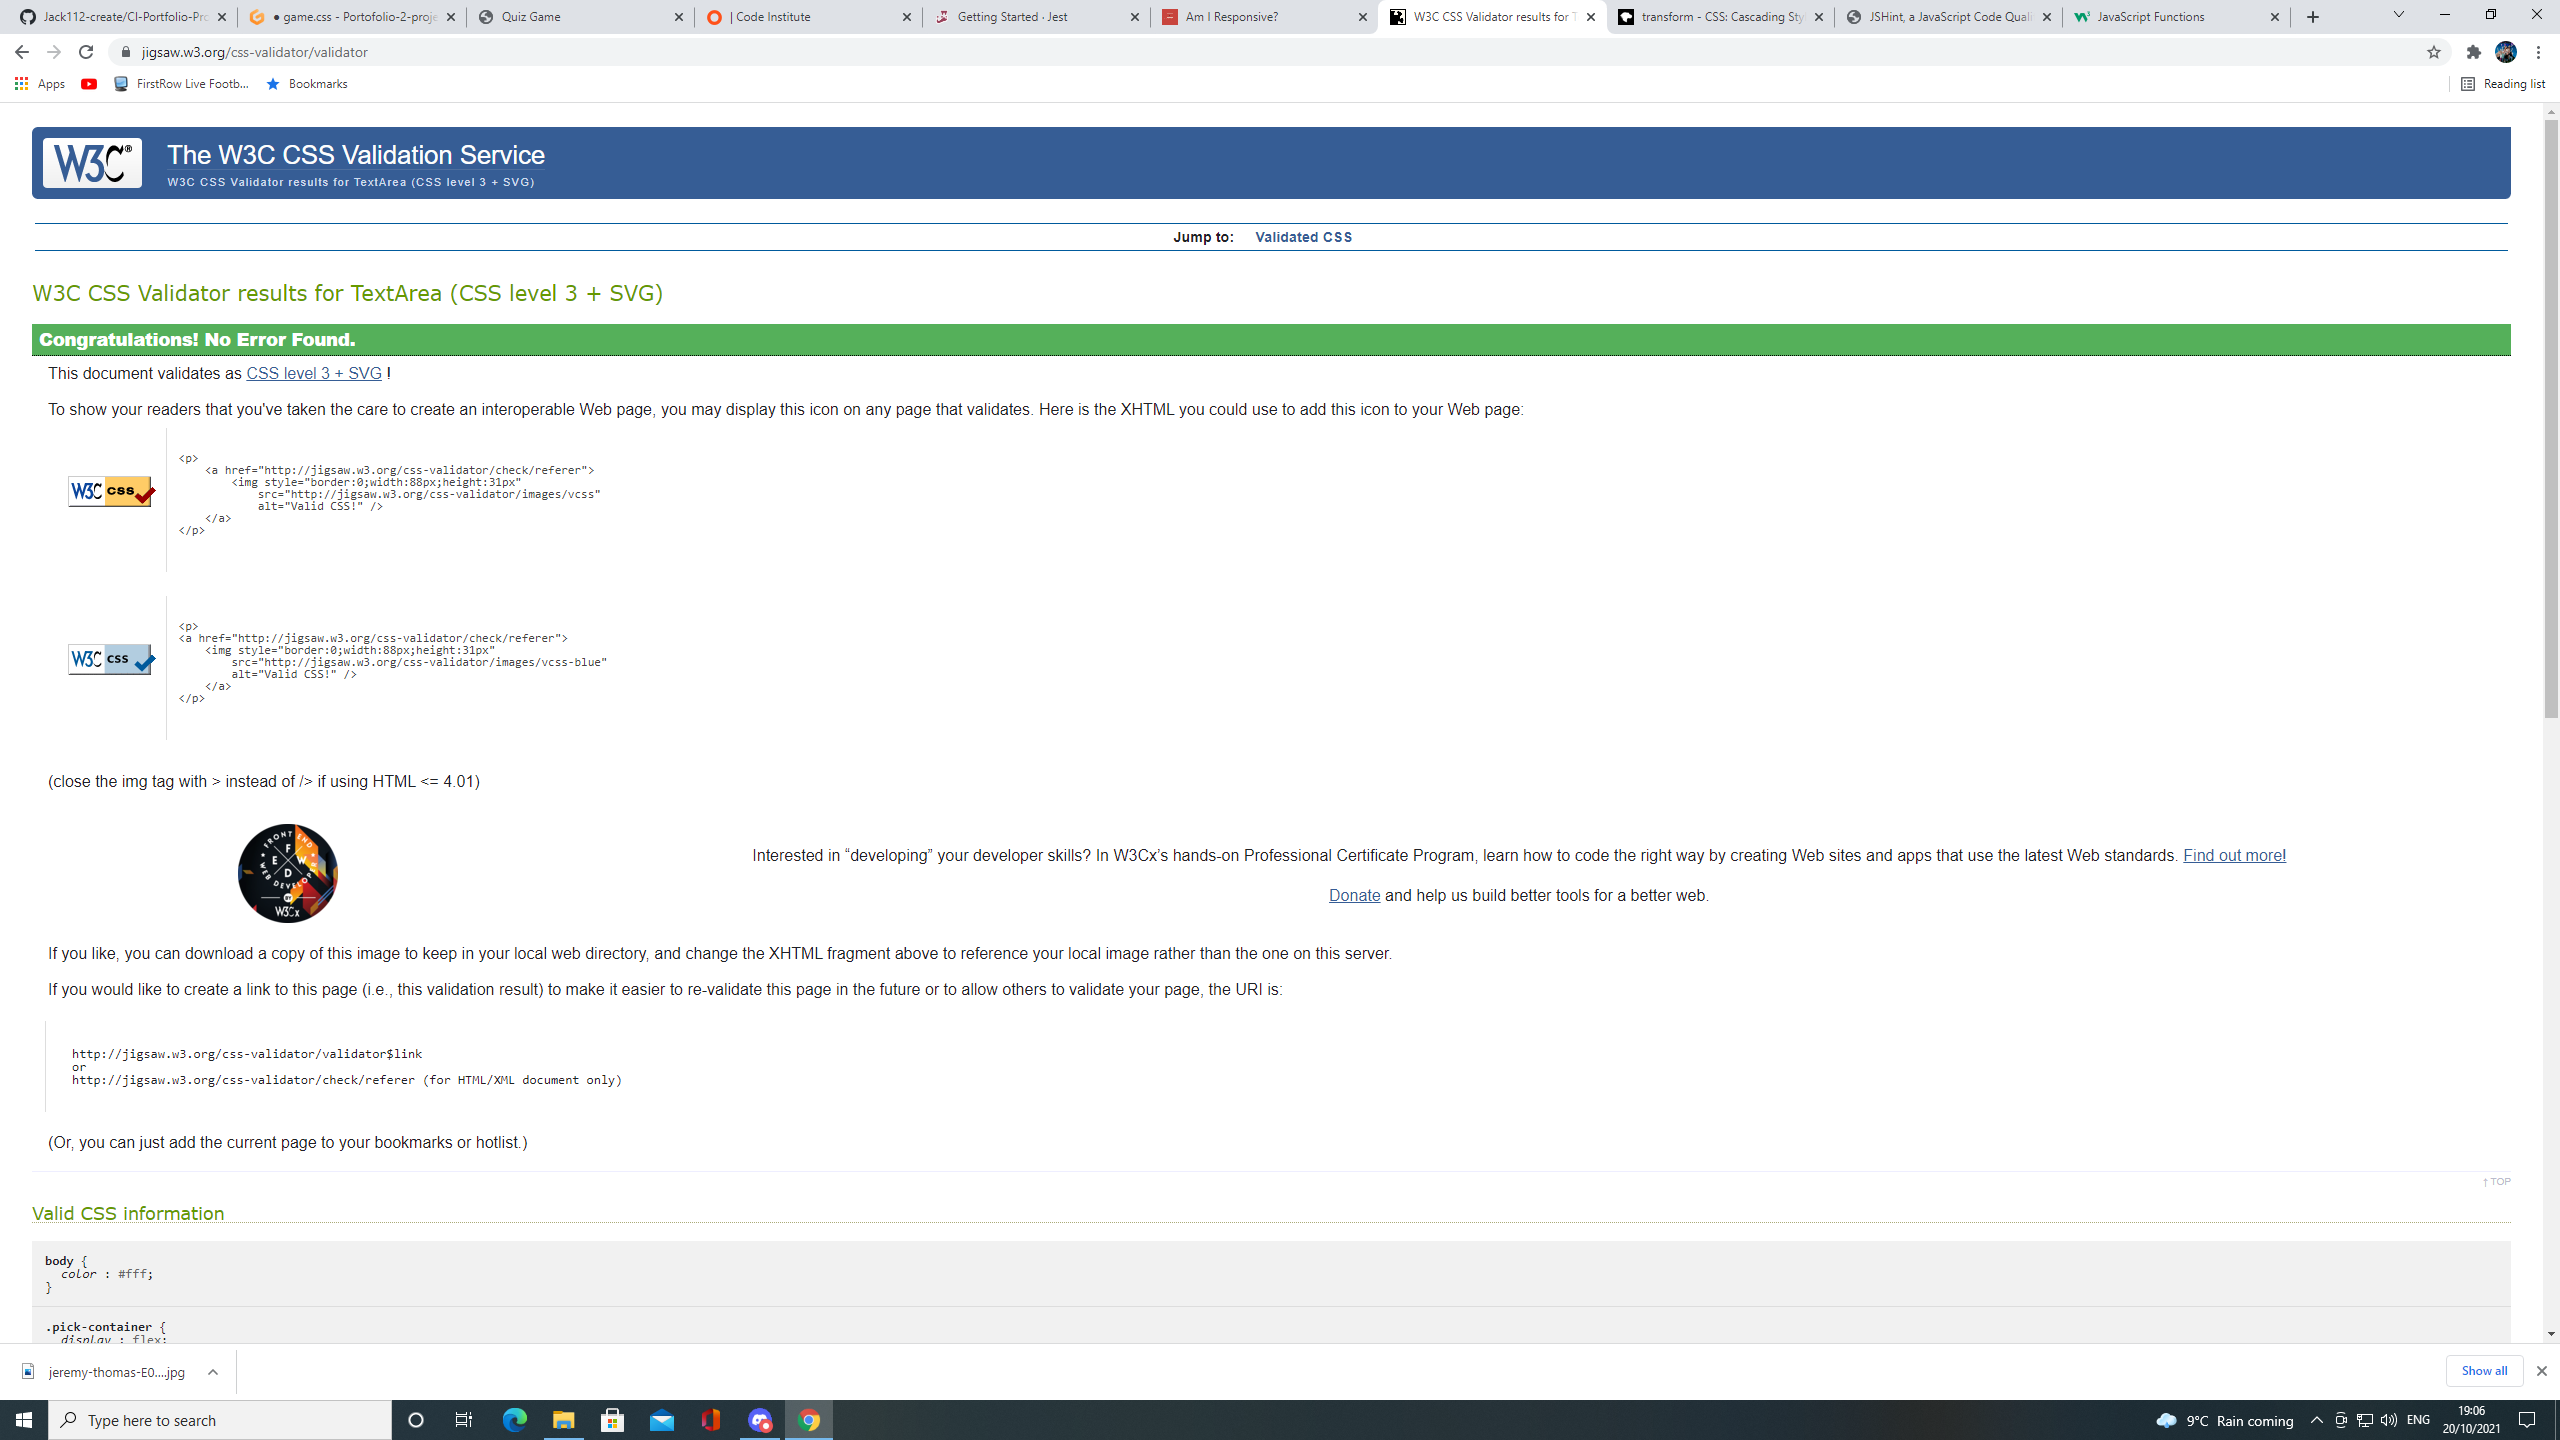 Jack112-create/CI-Portfolio-Pro
● game.css - Portofolio-2-proje
Quiz Game
| Code Institute
Getting Started · Jest
Am I Responsive?
W3C CSS Validator results for T
transform - CSS: Cascading Sty
JSHint, a JavaScript Code Quali
JavaScript Functions
jigsaw.w3.org/css-validator/validator
Apps
FirstRow Live Footb...
Bookmarks
Reading list
W3C®
The W3C CSS Validation Service
W3C CSS Validator results for TextArea (CSS level 3 + SVG)
Jump to: Validated CSS
W3C CSS Validator results for TextArea (CSS level 3 + SVG)
Congratulations! No Error Found.
This document validates as CSS level 3 + SVG !
To show your readers that you've taken the care to create an interoperable Web page, you may display this icon on any page that validates. Here is the XHTML you could use to add this icon to your Web page:
W3C css
<p>
<a href="http://jigsaw.w3.org/css-validator/check/referer">
<img style="border:0;width:88px;height:31px"
src="http://jigsaw.w3.org/css-validator/images/vcss"
alt="Valid CSS!" />
</a>
</p>
W3C css
<p>
<a href="http://jigsaw.w3.org/css-validator/check/referer">
<img style="border:0;width:88px;height:31px"
src="http://jigsaw.w3.org/css-validator/images/vcss-blue"
alt="Valid CSS!" />
</a>
</p>
(close the img tag with > instead of /> if using HTML <= 4.01)
FRONT END
F E W D
WEB DEVELOPER
BY
W3Cx
Interested in “developing” your developer skills? In W3Cx’s hands-on Professional Certificate Program, learn how to code the right way by creating Web sites and apps that use the latest Web standards. Find out more!
Donate and help us build better tools for a better web.
If you like, you can download a copy of this image to keep in your local web directory, and change the XHTML fragment above to reference your local image rather than the one on this server.
If you would like to create a link to this page (i.e., this validation result) to make it easier to re-validate this page in the future or to allow others to validate your page, the URI is:
http://jigsaw.w3.org/css-validator/validator$link
or
http://jigsaw.w3.org/css-validator/check/referer (for HTML/XML document only)
(Or, you can just add the current page to your bookmarks or hotlist.)
↑ TOP
Valid CSS information
body {
color : #fff;
}
.pick-container {
display : flex;
jeremy-thomas-E0....jpg
Show all
Type here to search
9°C Rain coming
ENG
19:06
20/10/2021